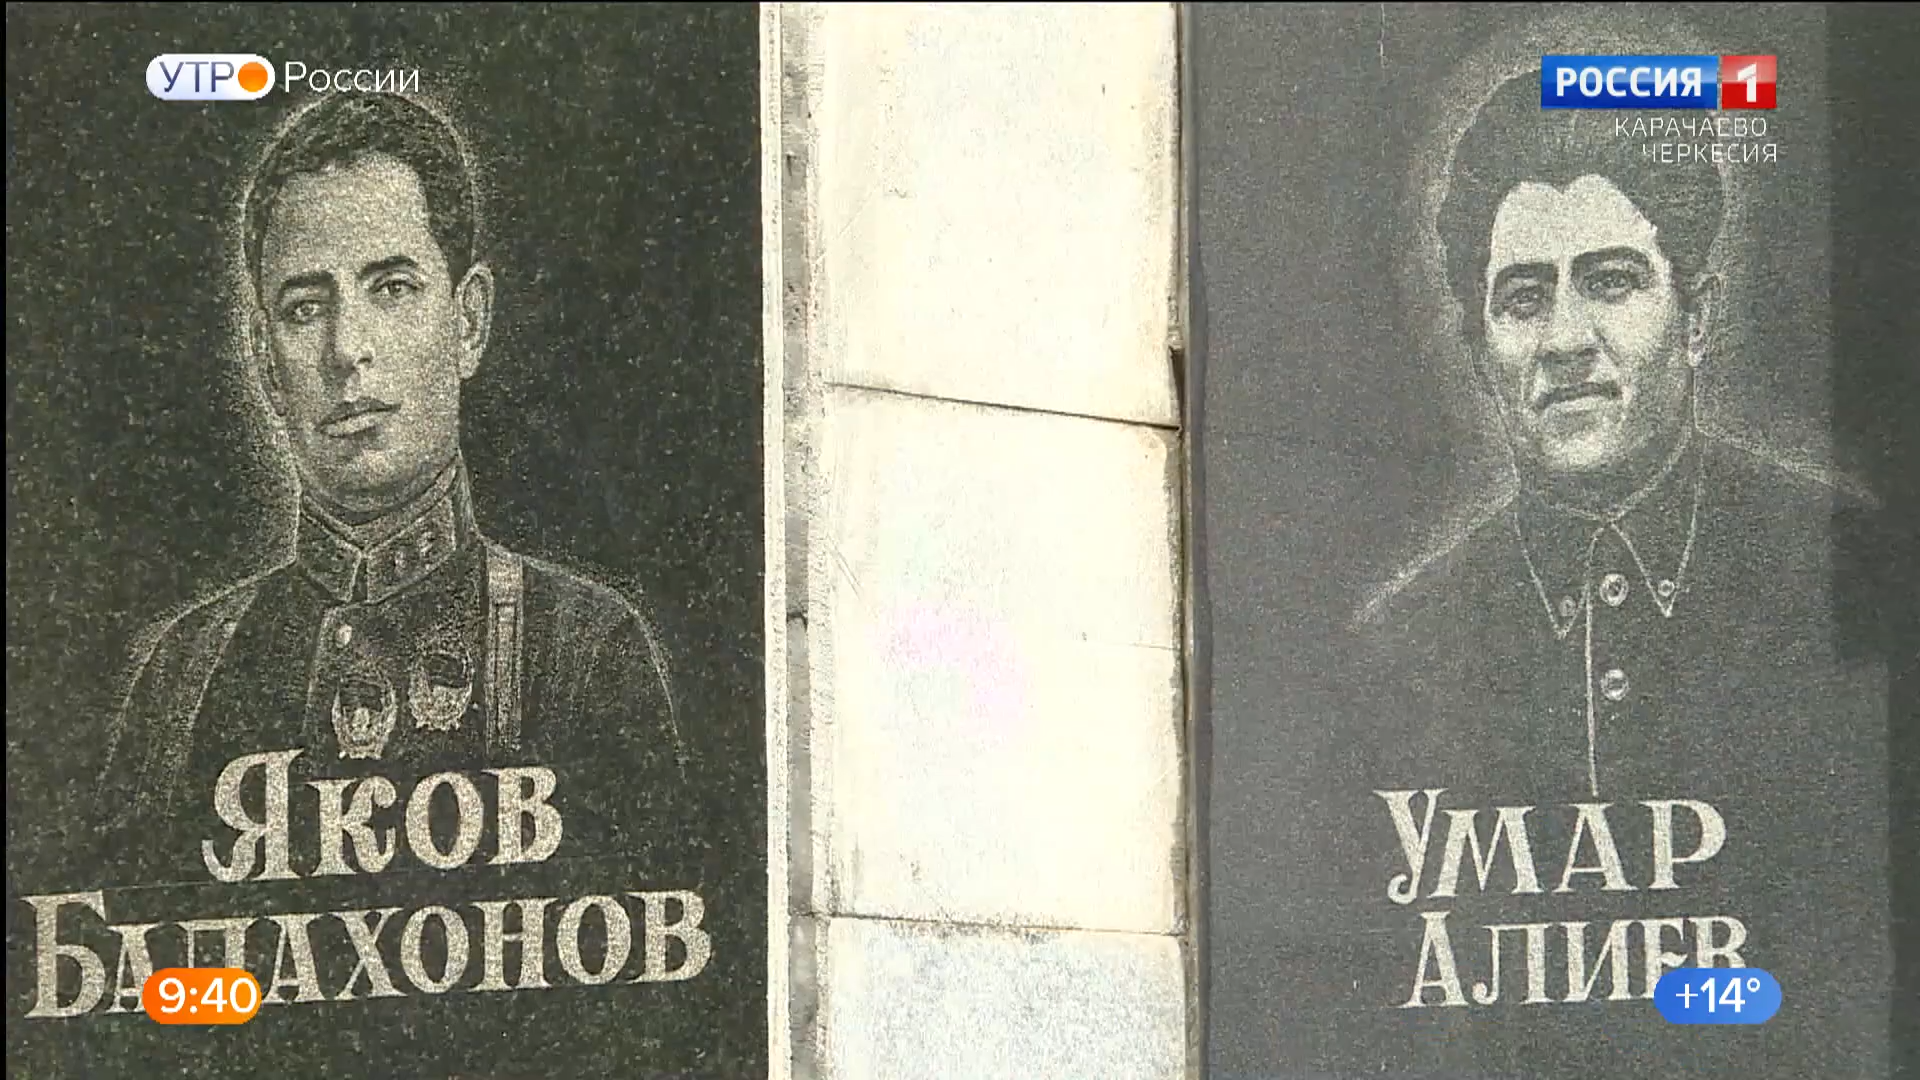 УТРО России
РОССИЯ 1
КАРАЧАЕВО
ЧЕРКЕСИЯ
ЯКОВ
БАЛАХОНОВ
УМАР
АЛИЕВ
9:40
+14°